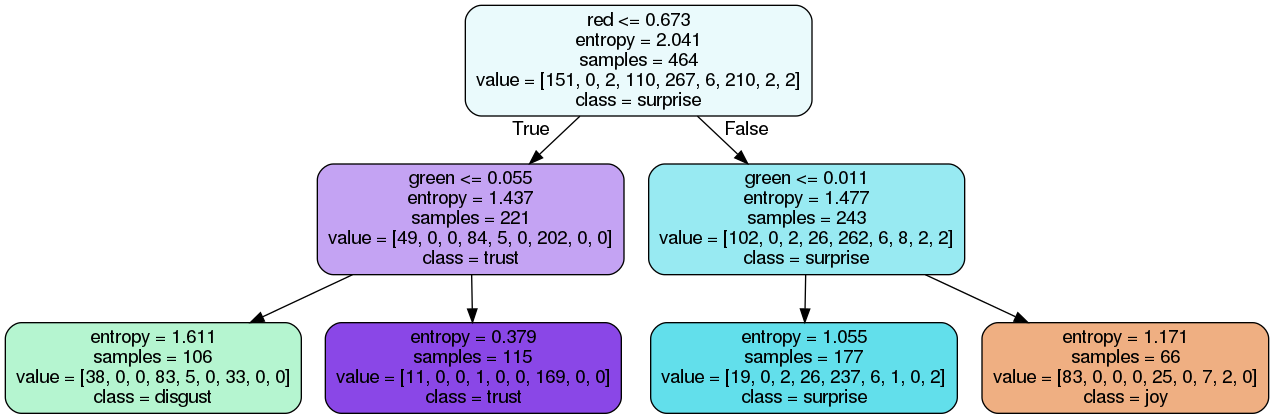 red <= 0.673
entropy = 2.041
samples = 464
value = [151, 0, 2, 110, 267, 6, 210, 2, 2]
class = surprise
True
False
green <= 0.055
entropy = 1.437
samples = 221
value = [49, 0, 0, 84, 5, 0, 202, 0, 0]
class = trust
green <= 0.011
entropy = 1.477
samples = 243
value = [102, 0, 2, 26, 262, 6, 8, 2, 2]
class = surprise
entropy = 1.611
samples = 106
value = [38, 0, 0, 83, 5, 0, 33, 0, 0]
class = disgust
entropy = 0.379
samples = 115
value = [11, 0, 0, 1, 0, 0, 169, 0, 0]
class = trust
entropy = 1.055
samples = 177
value = [19, 0, 2, 26, 237, 6, 1, 0, 2]
class = surprise
entropy = 1.171
samples = 66
value = [83, 0, 0, 0, 25, 0, 7, 2, 0]
class = joy